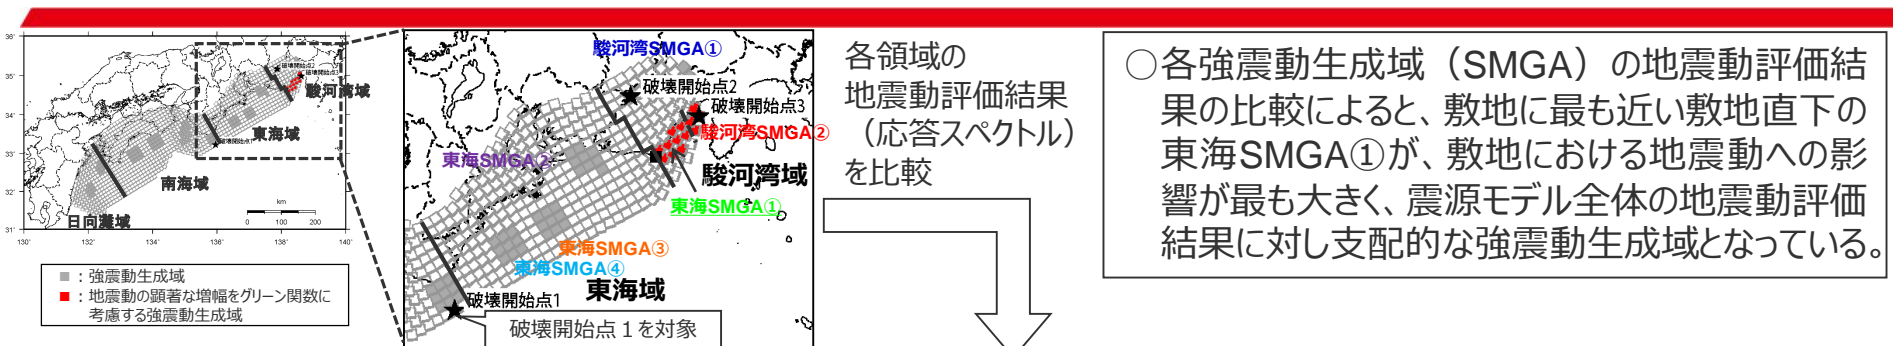 36°
35°
34°
33°
32°
31°
130°
132°
134°
136°
138°
140°
破壊開始点2
破壊開始点3
駿河湾域
東海域
破壊開始点1
南海域
日向灘域
km
0 100 200
■：強震動生成域
■：地震動の顕著な増幅をグリーン関数に
考慮する強震動生成域
駿河湾SMGA①
破壊開始点2
破壊開始点3
駿河湾SMGA②
東海SMGA②
駿河湾域
東海SMGA①
東海SMGA③
東海SMGA④
東海域
破壊開始点1
破壊開始点１を対象
各領域の
地震動評価結果
（応答スペクトル）
を比較
○各強震動生成域（SMGA）の地震動評価結
果の比較によると、敷地に最も近い敷地直下の
東海SMGA①が、敷地における地震動への影
響が最も大きく、震源モデル全体の地震動評価
結果に対し支配的な強震動生成域となっている。